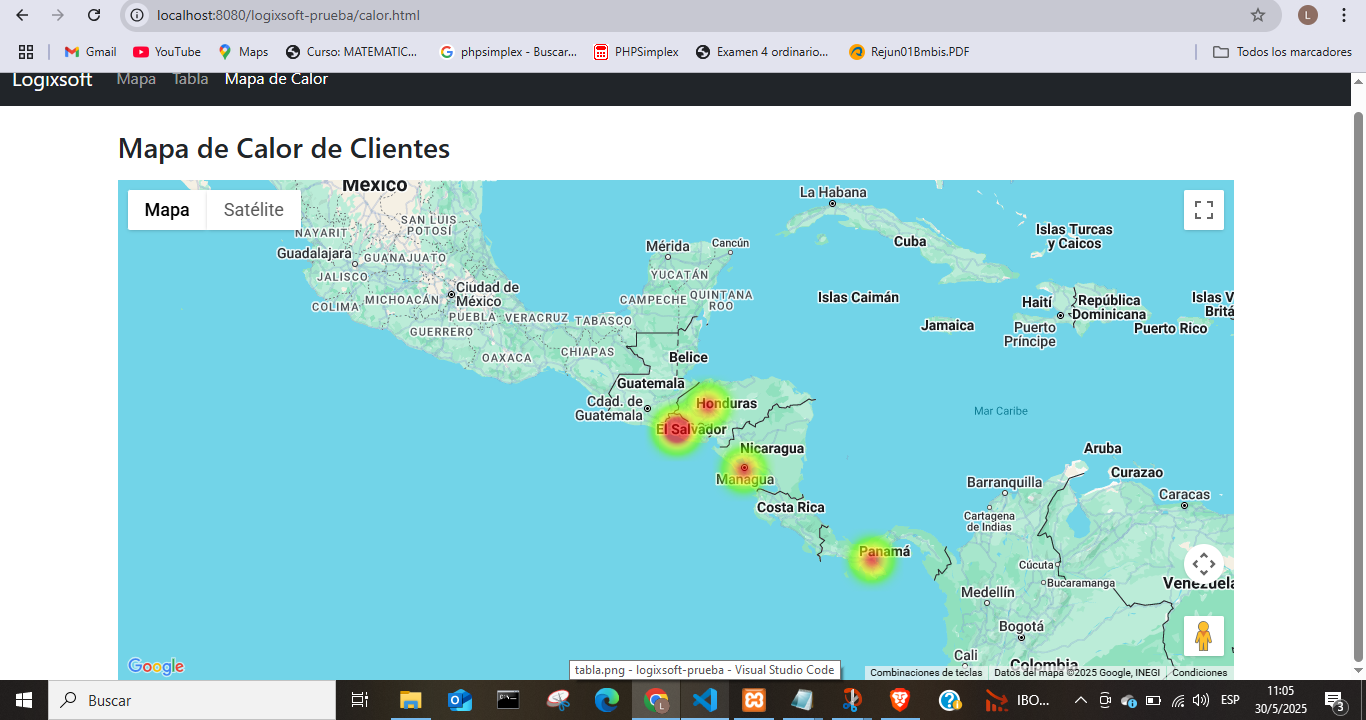 localhost:8080/logixsoft-prueba/calor.html
L
Gmail
YouTube
Maps
Curso: MATEMATIC...
phpsimplex - Buscar...
PHPSimplex
Examen 4 ordinario...
Rejun01Bmbis.PDF
Todos los marcadores
Logixsoft
Mapa
Tabla
Mapa de Calor
Mapa de Calor de Clientes
Mapa
Satélite
México
SAN LUIS
POTOSÍ
NAYARIT
Guadalajara
GUANAJUATO
JALISCO
COLIMA
MICHOACÁN
Ciudad de
México
PUEBLA
VERACRUZ
TABASCO
GUERRERO
OAXACA
CHIAPAS
Mérida
Cancún
YUCATÁN
CAMPECHE
QUINTANA
ROO
La Habana
Cuba
Islas Turcas
y Caicos
Islas Caimán
Haití
República
Dominicana
Jamaica
Puerto
Príncipe
Puerto Rico
Islas V
Britá
Belice
Guatemala
Cdad. de
Guatemala
Honduras
El Salvador
Nicaragua
Managua
Costa Rica
Panamá
Mar Caribe
Aruba
Curazao
Barranquilla
Caracas
Cartagena
de Indias
Cúcuta
Bucaramanga
Venezuela
Medellín
Bogotá
Cali
Colombia
Google
Combinaciones de teclas
Datos del mapa ©2025 Google, INEGI
Condiciones
tabla.png - logixsoft-prueba - Visual Studio Code
Buscar
L
IBO...
ESP
11:05
30/5/2025
3